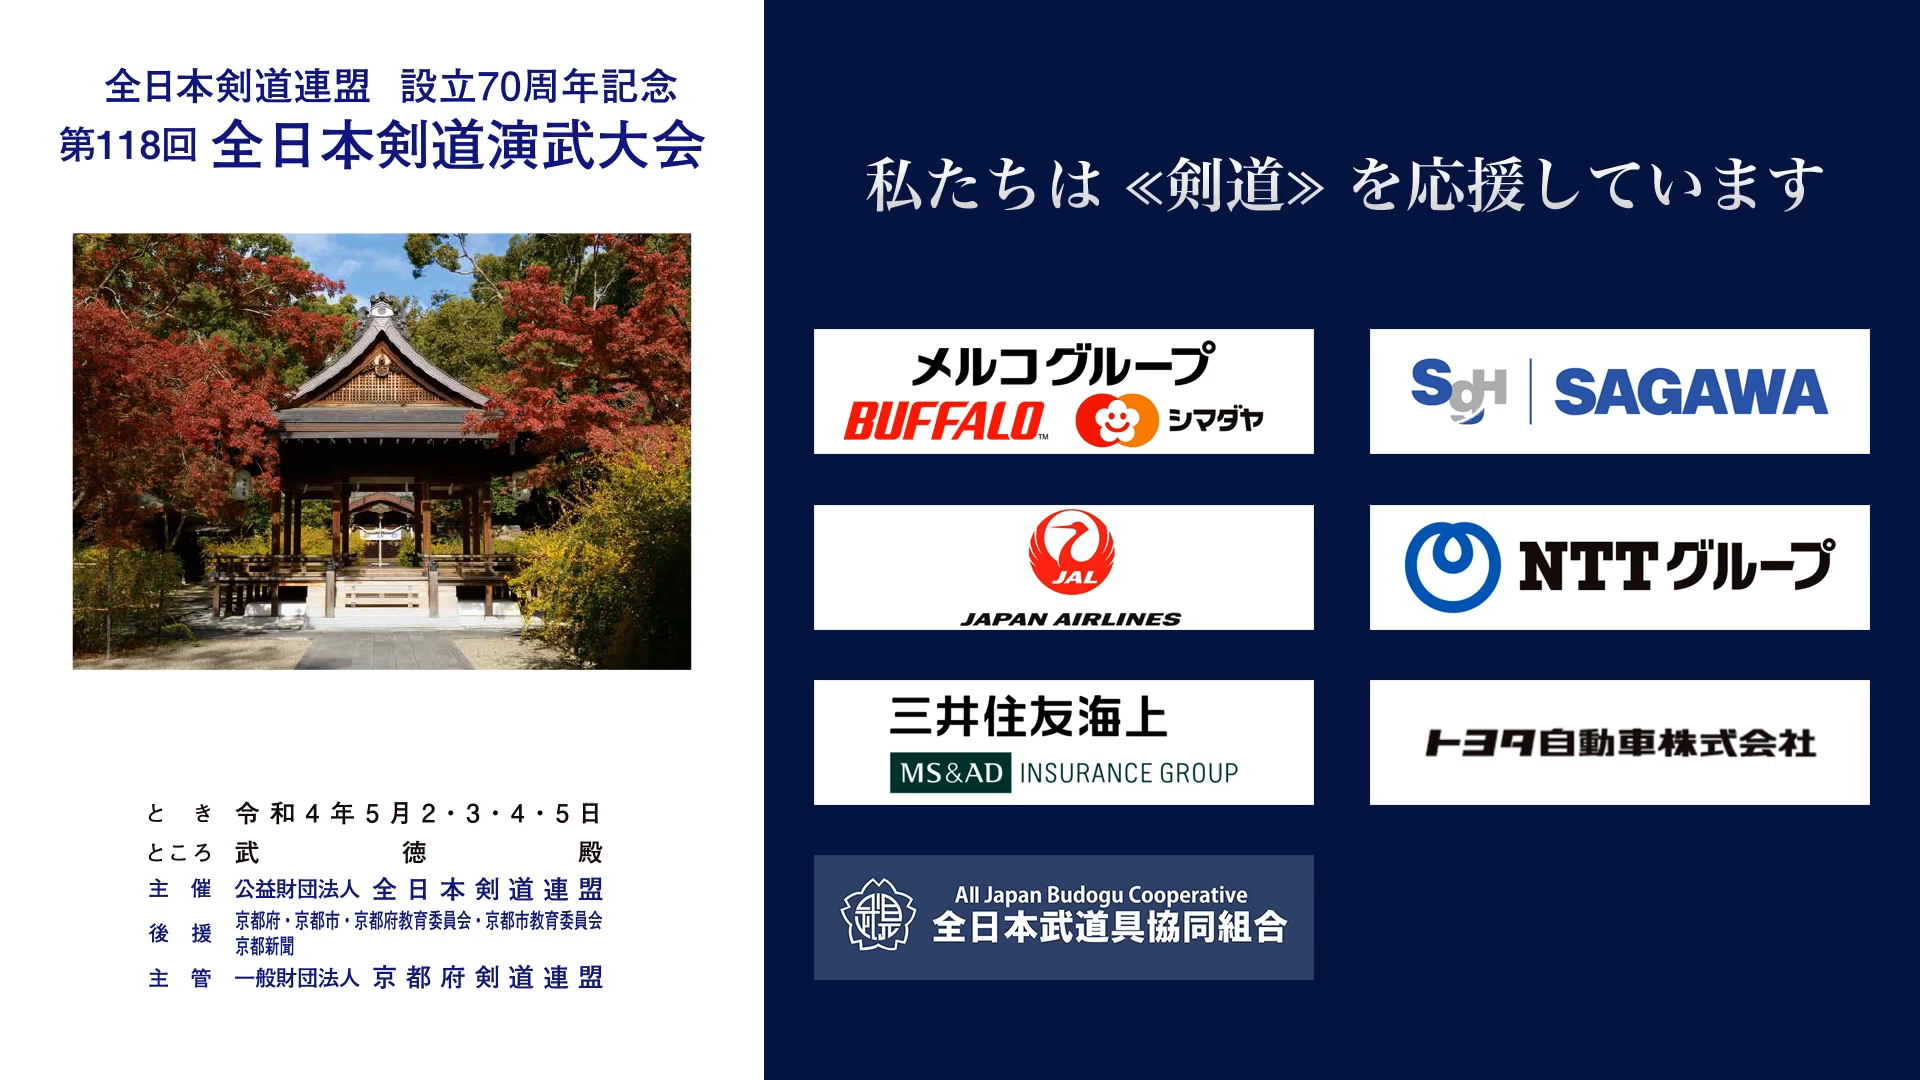 全日本剣道連盟 設立70周年記念
第118回 全日本剣道演武大会
とき 令和4年5月2・3・4・5日
ところ 武徳殿
主催 公益財団法人 全日本剣道連盟
後援 京都府・京都市・京都府教育委員会・京都市教育委員会
京都新聞
主管 一般財団法人 京都府剣道連盟
私たちは≪剣道≫を応援しています
メルコグループ
BUFFALO™ シマダヤ
SGH SAGAWA
JAL
JAPAN AIRLINES
NTTグループ
三井住友海上
MS&AD INSURANCE GROUP
トヨタ自動車株式会社
All Japan Budogu Cooperative
全日本武道具協同組合